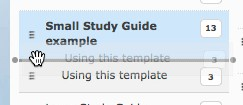 Small Study Guide 13
example
Using this template 3
Using this template 3